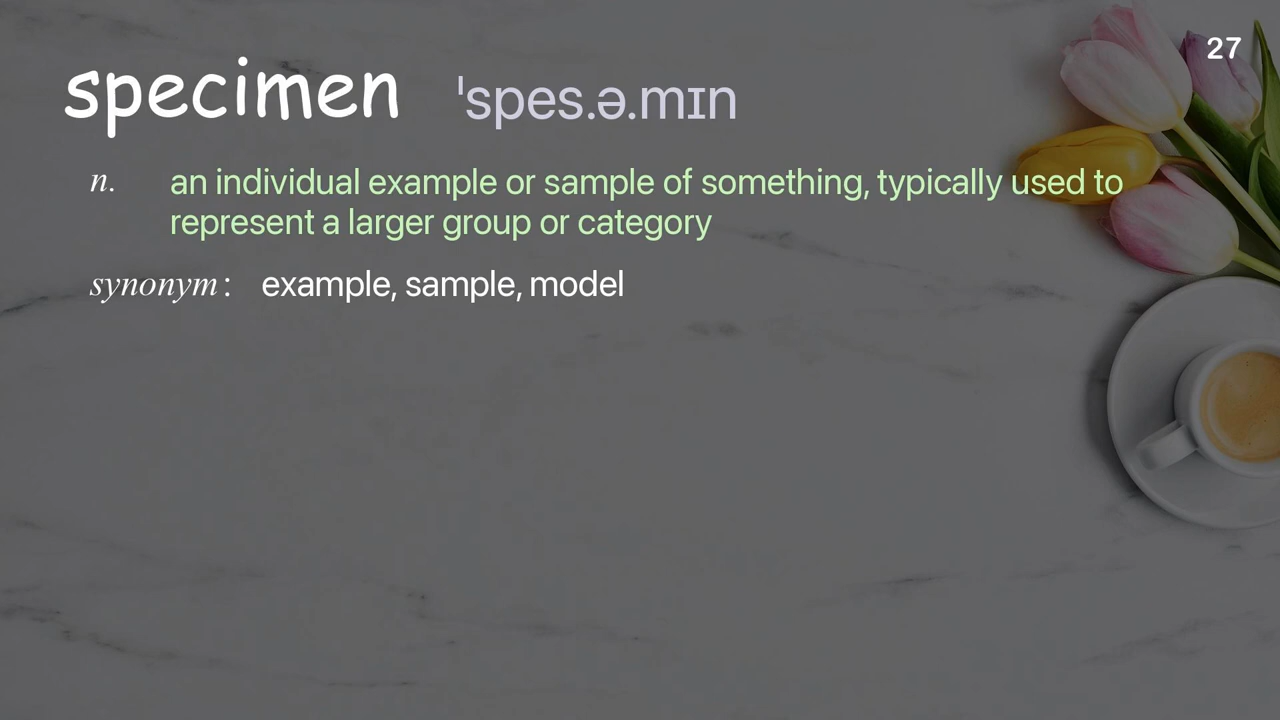 27
specimen ˈspes.ə.mɪn
n. an individual example or sample of something, typically used to
represent a larger group or category
synonym : example, sample, model